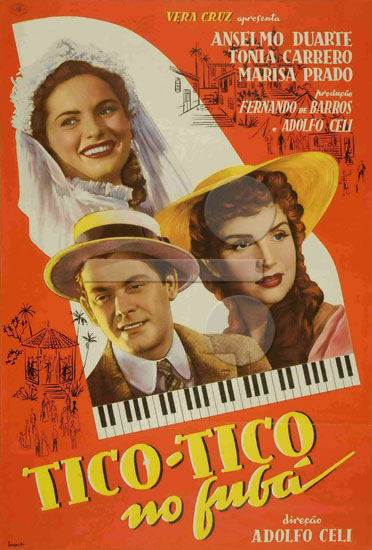 VERA CRUZ apresenta
ANSELMO DUARTE
TONIA CARRERO
MARISA PRADO
produção
FERNANDO DE BARROS
e ADOLFO CELI
TICO-TICO
no fubá
direção
ADOLFO CELI